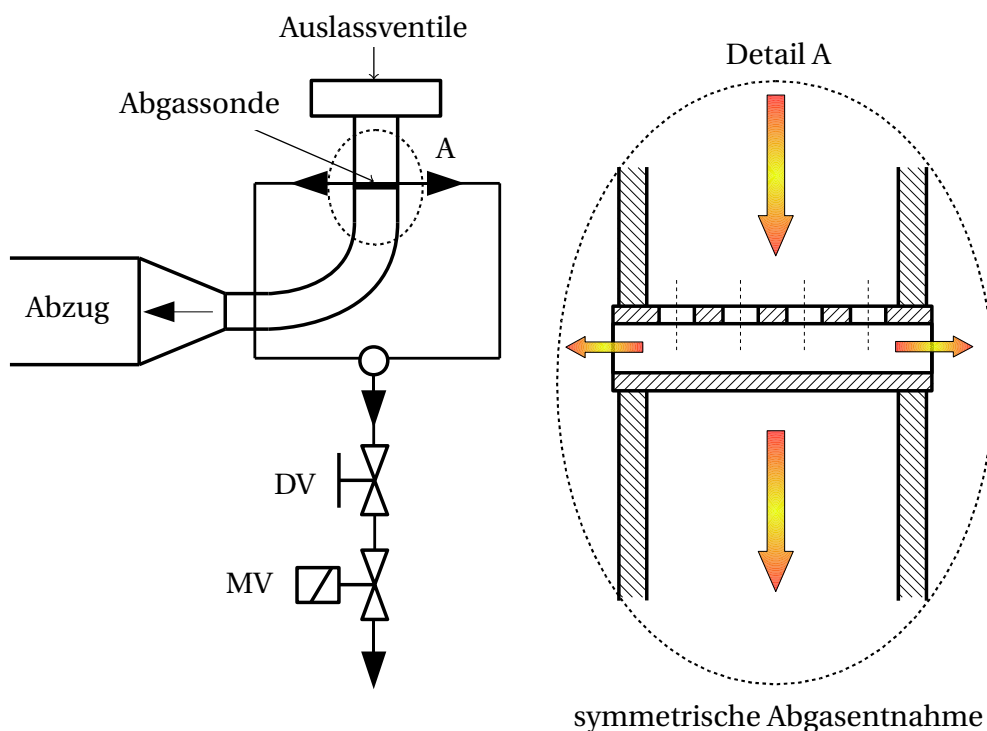 Auslassventile
Abgassonde
A
Abzug
DV
MV
Detail A
symmetrische Abgasentnahme